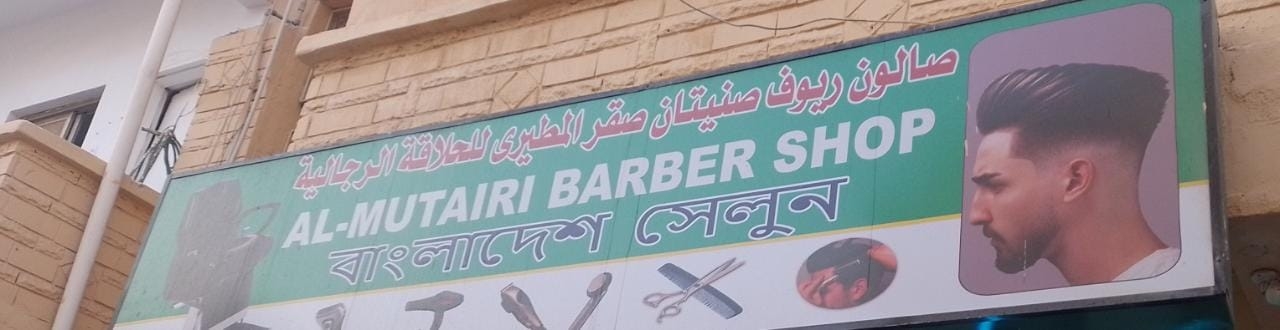 صالون ريوف صنيتان صقر المطيرى للحلاقة الرجالية
AL-MUTAIRI BARBER SHOP
বাংলাদেশ সেলুন